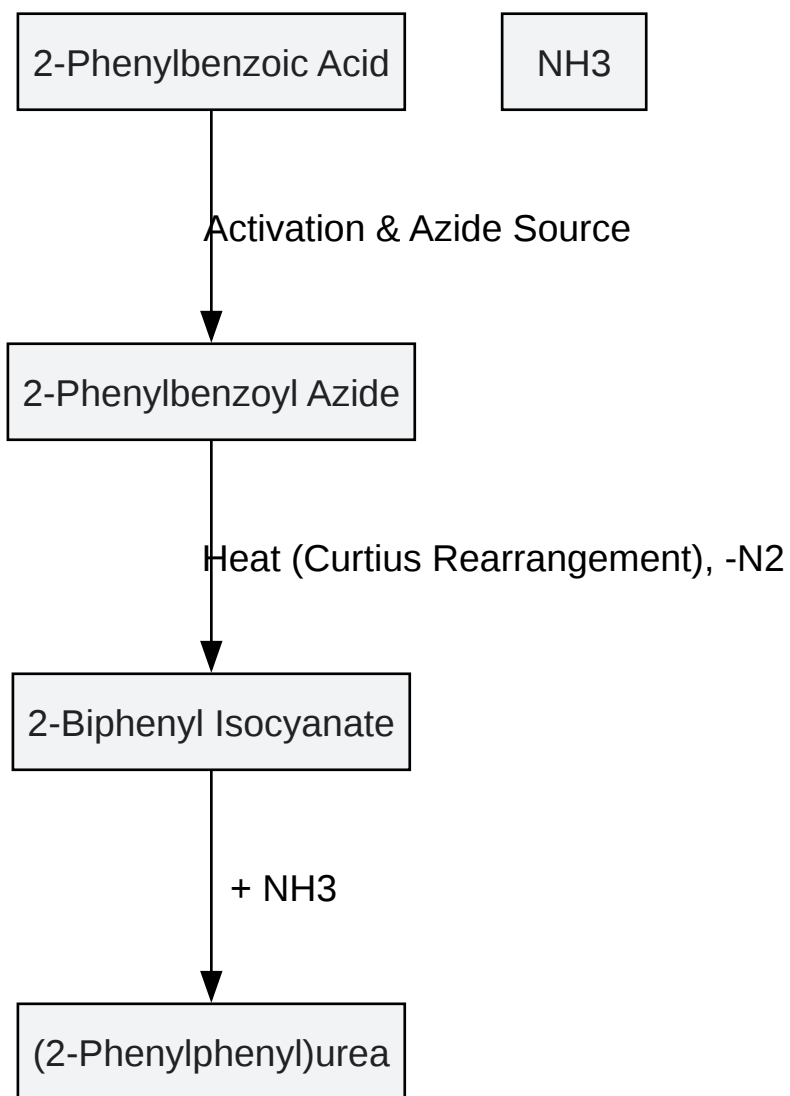 2-Phenylbenzoic Acid
NH3
Activation & Azide Source
2-Phenylbenzoyl Azide
Heat (Curtius Rearrangement), -N2
2-Biphenyl Isocyanate
+ NH3
(2-Phenylphenyl)urea